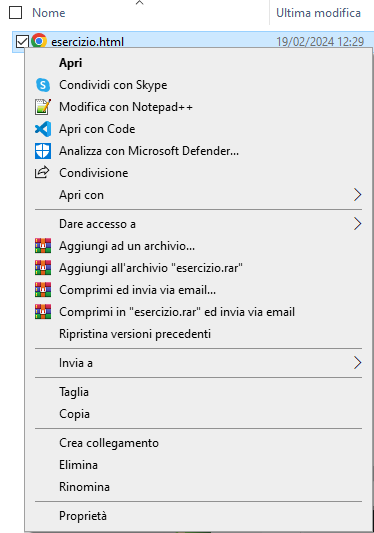 Nome Ultima modifica
esercizio.html 19/02/2024 12:29
Apri
Condividi con Skype
Modifica con Notepad++
Apri con Code
Analizza con Microsoft Defender...
Condivisione
Apri con
Dare accesso a
Aggiungi ad un archivio...
Aggiungi all'archivio "esercizio.rar"
Comprimi ed invia via email...
Comprimi in "esercizio.rar" ed invia via email
Ripristina versioni precedenti
Invia a
Taglia
Copia
Crea collegamento
Elimina
Rinomina
Proprietà